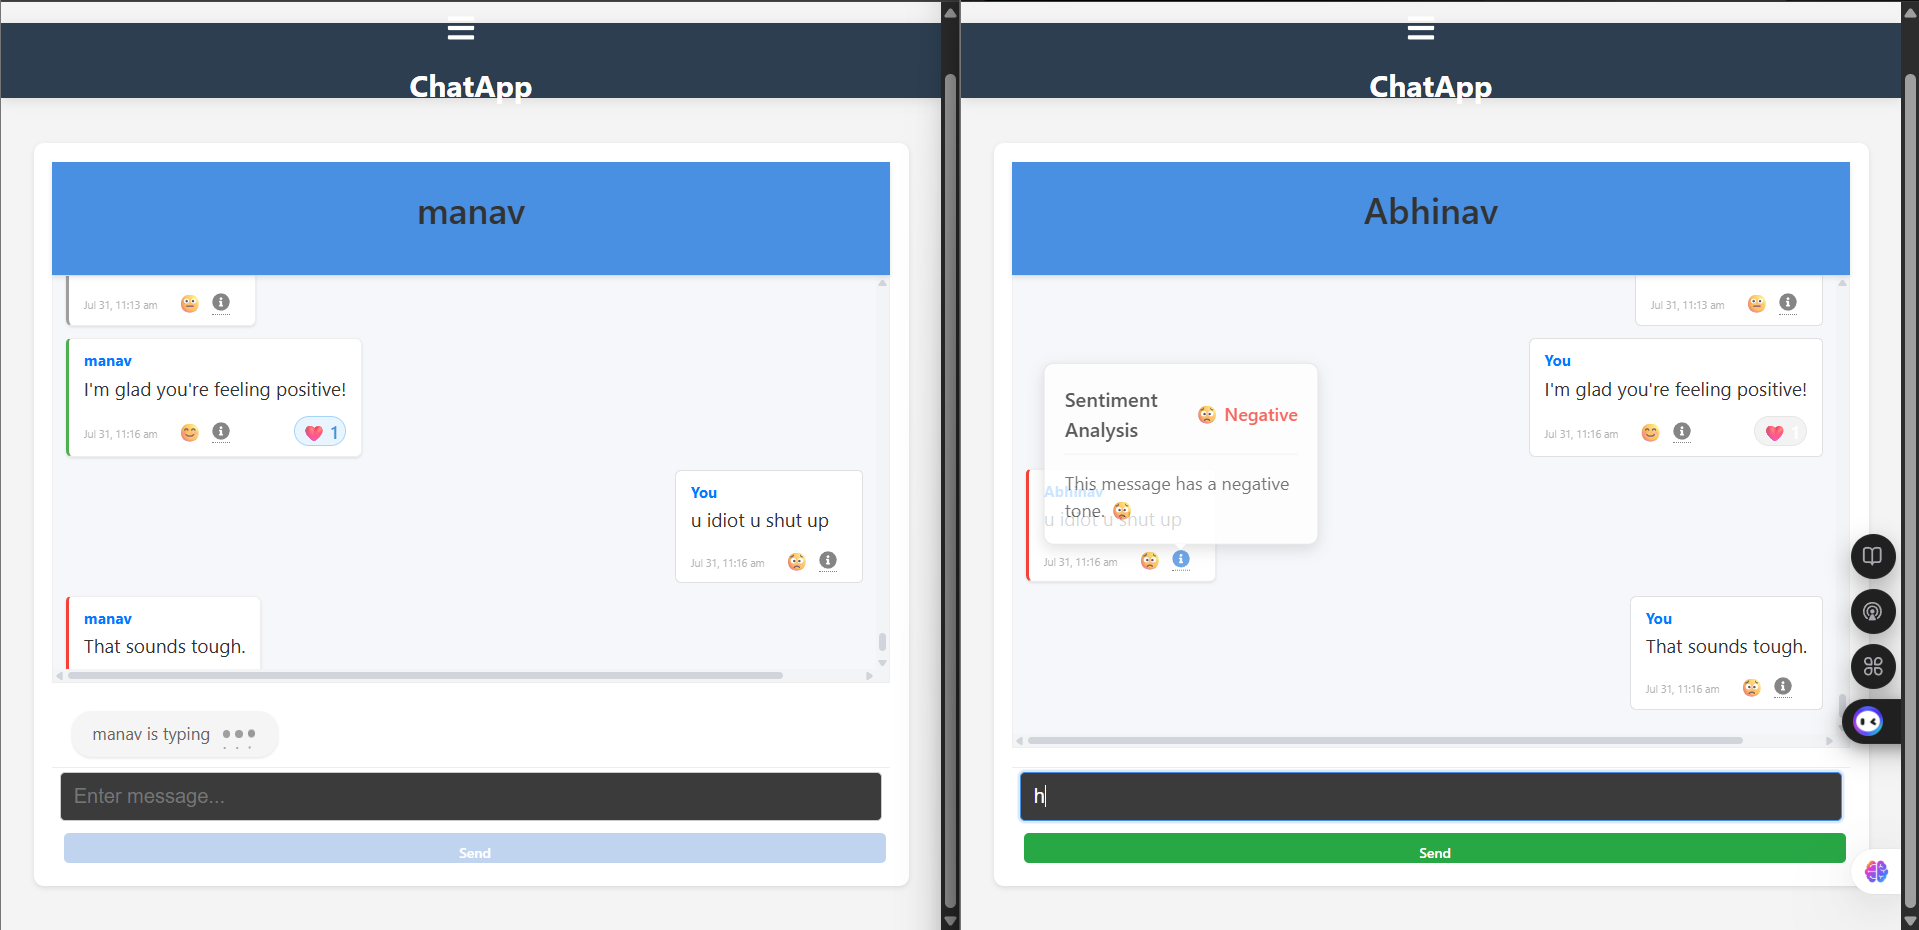 ChatApp
manav
Jul 31, 11:13 am
manav
I'm glad you're feeling positive!
Jul 31, 11:16 am
1
You
u idiot u shut up
Jul 31, 11:16 am
manav
That sounds tough.
manav is typing
Enter message...
Send
ChatApp
Abhinav
Jul 31, 11:13 am
You
I'm glad you're feeling positive!
Jul 31, 11:16 am
1
Sentiment
Analysis
Negative
This message has a negative
tone.
Abhinav
u idiot u shut up
Jul 31, 11:16 am
You
That sounds tough.
Jul 31, 11:16 am
h
Send